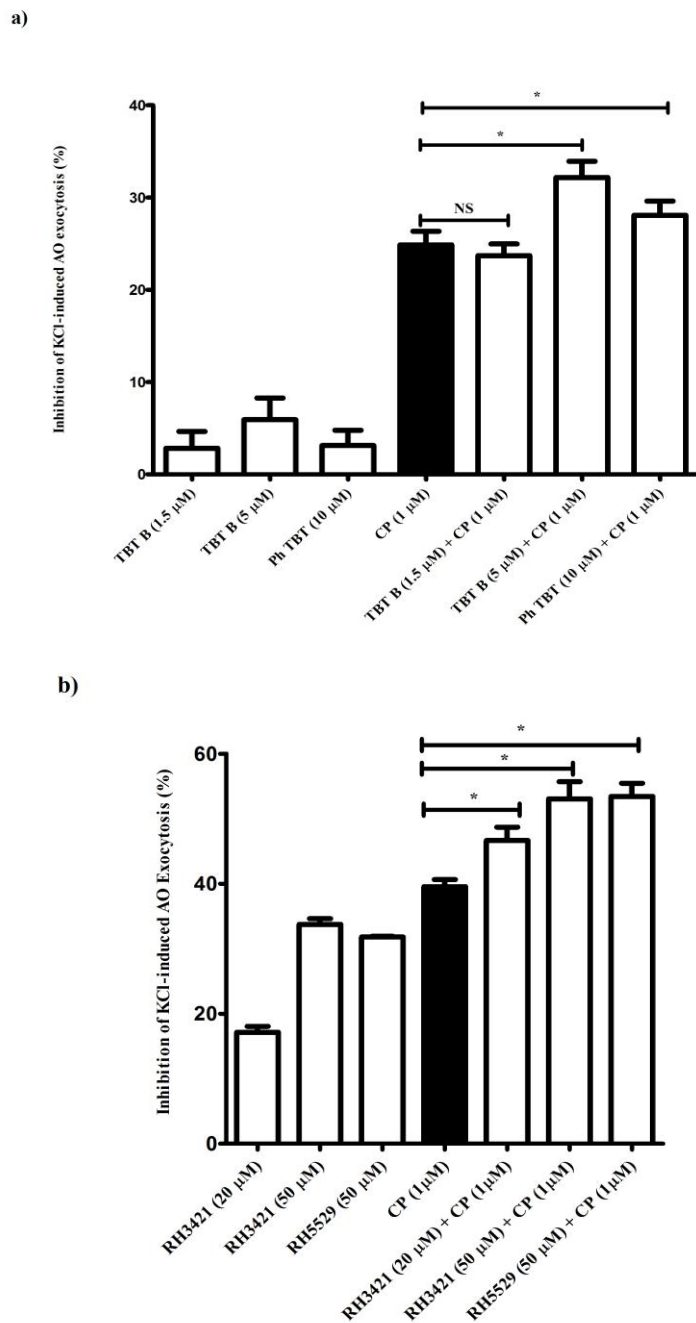 a)
Inhibition of KCl-induced AO exocytosis (%)
40
30
20
10
0
*
*
NS
TBT B (1.5 µM)
TBT B (5 µM)
Ph TBT (10 µM)
CP (1 µM)
TBT B (1.5 µM) + CP (1 µM)
TBT B (5 µM) + CP (1 µM)
Ph TBT (10 µM) + CP (1 µM)
b)
Inhibition of KCl-induced AO Exocytosis (%)
60
40
20
0
*
*
*
RH3421 (20 µM)
RH3421 (50 µM)
RH5529 (50 µM)
CP (1µM)
RH3421 (20 µM) + CP (1µM)
RH3421 (50 µM) + CP (1µM)
RH5529 (50 µM) + CP (1µM)